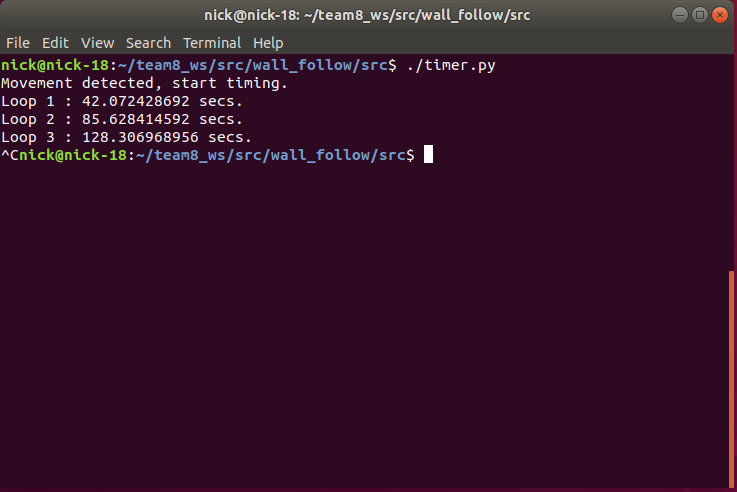 nick@nick-18: ~/team8_ws/src/wall_follow/src
File Edit View Search Terminal Help
nick@nick-18:~/team8_ws/src/wall_follow/src$ ./timer.py
Movement detected, start timing.
Loop 1 : 42.072428692 secs.
Loop 2 : 85.628414592 secs.
Loop 3 : 128.306968956 secs.
^Cnick@nick-18:~/team8_ws/src/wall_follow/src$